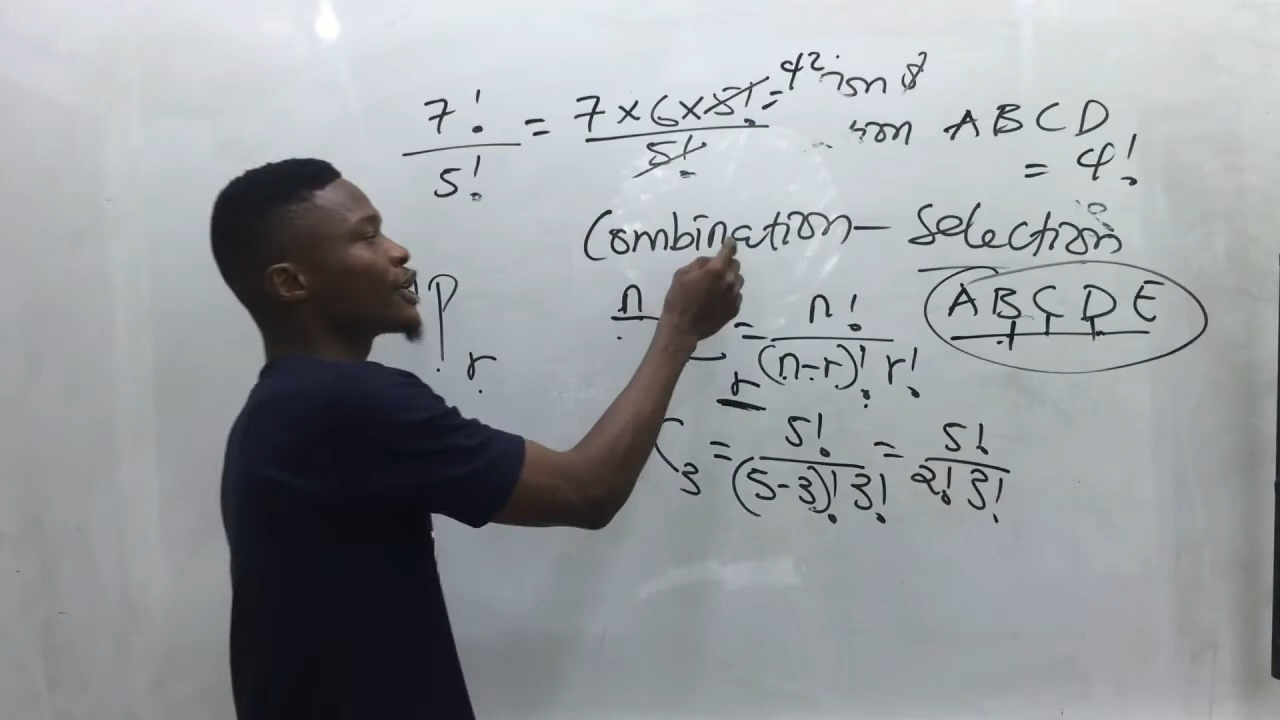 7! / 5! = 7 × 6 × 5! / 5! = 42
ABCD
= 4!
Combination – Selection
P r
n r = n! / (n-r)! r!
A B C D E
C 3 = 5! / (5-3)! 3! = 5! / 2! 3!